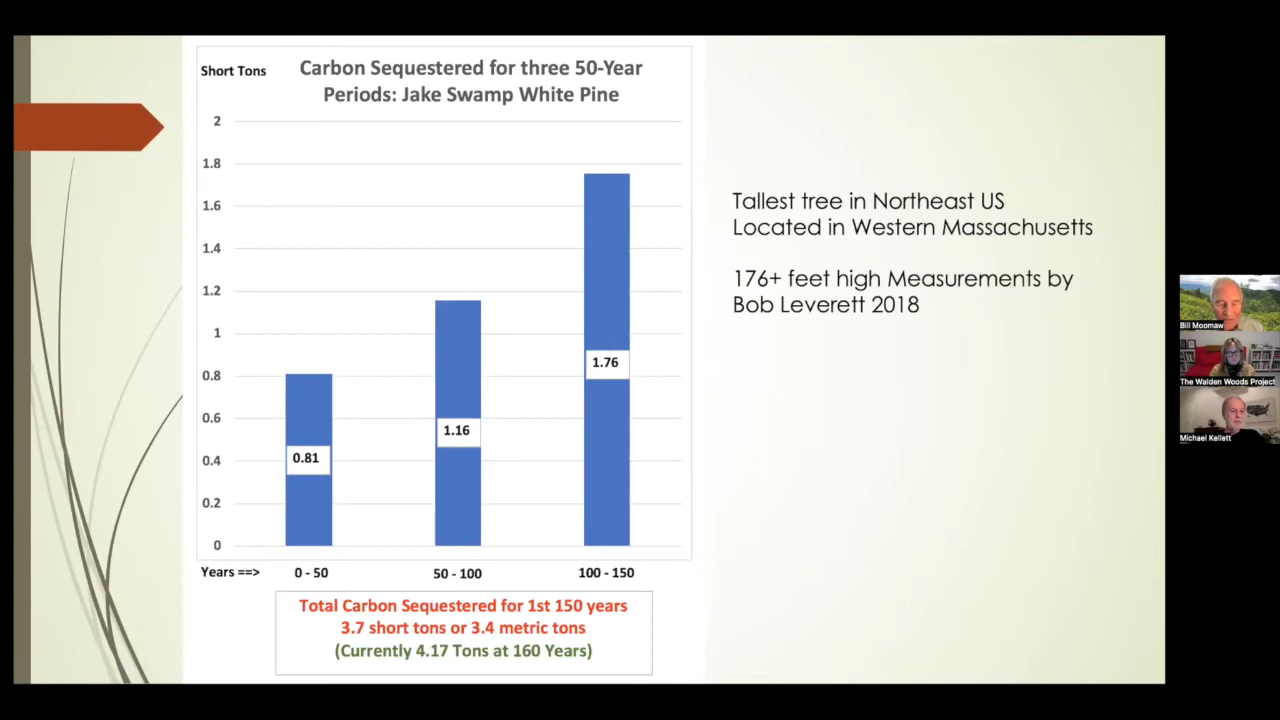 Short Tons
Carbon Sequestered for three 50-Year
Periods: Jake Swamp White Pine
2
1.8
1.6
1.4
1.2
1
0.8
0.6
0.4
0.2
0
0.81
1.16
1.76
Years ==>
0 - 50
50 - 100
100 - 150
Total Carbon Sequestered for 1st 150 years
3.7 short tons or 3.4 metric tons
(Currently 4.17 Tons at 160 Years)
Tallest tree in Northeast US
Located in Western Massachusetts
176+ feet high Measurements by
Bob Leverett 2018
Bill Moomaw
The Walden Woods Project
Michael Kellett